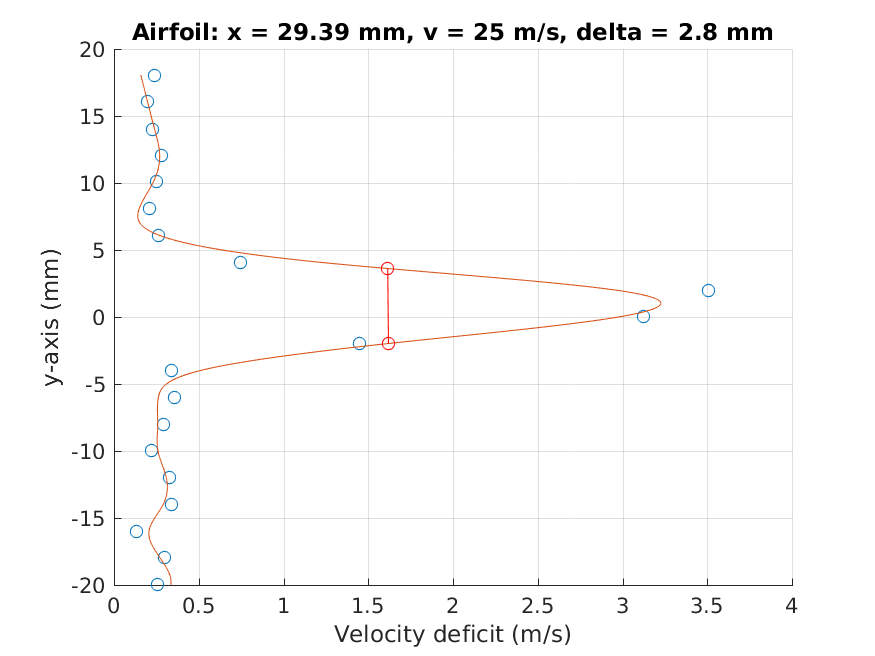 Airfoil: x = 29.39 mm, v = 25 m/s, delta = 2.8 mm
20
15
10
5
0
-5
-10
-15
-20
y-axis (mm)
0 0.5 1 1.5 2 2.5 3 3.5 4
Velocity deficit (m/s)